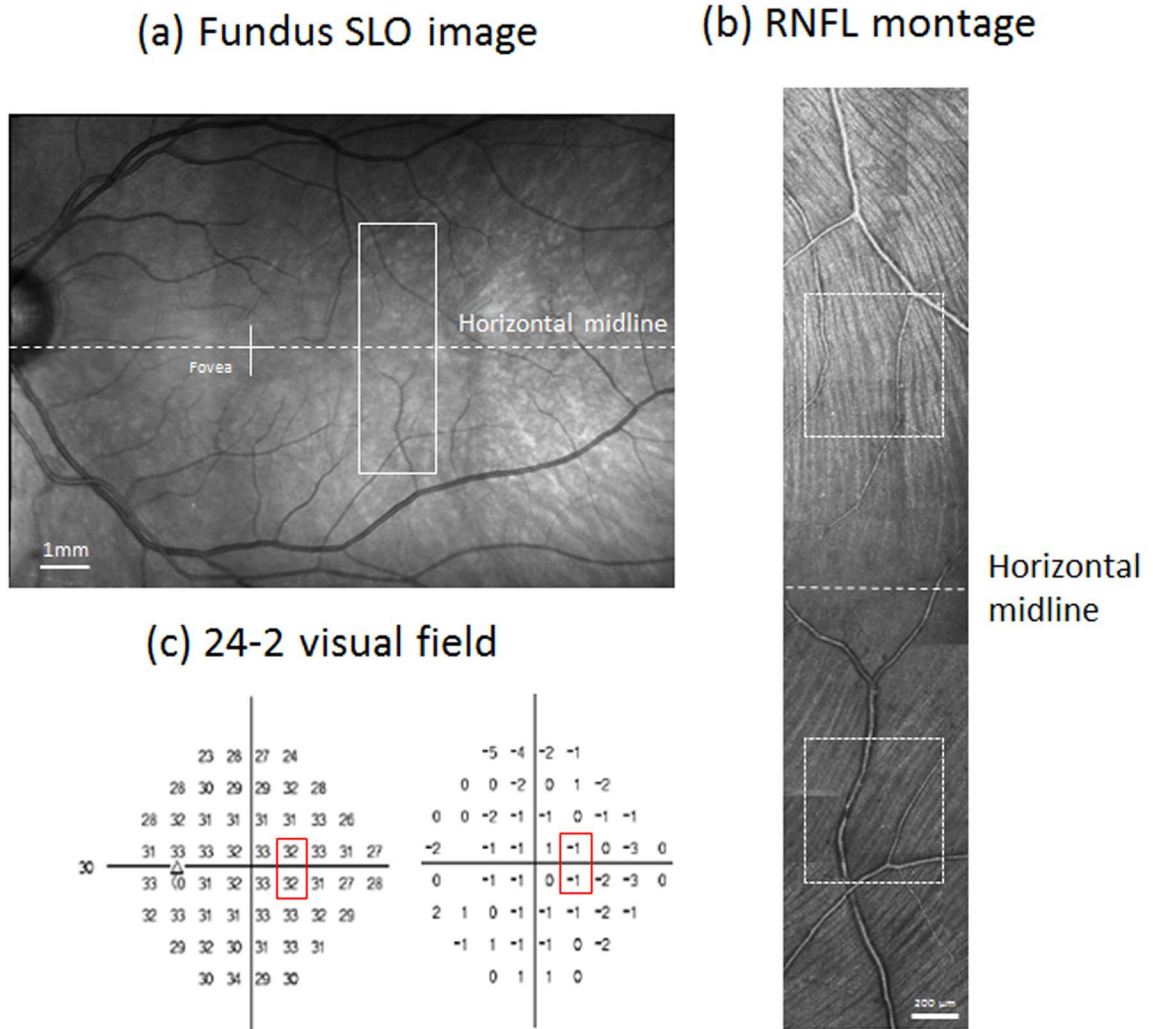 (a) Fundus SLO image
(b) RNFL montage
Horizontal midline
Fovea
1mm
Horizontal
midline
200 µm
(c) 24-2 visual field
23 28 27 24
28 30 29 29 32 28
28 32 31 31 31 31 33 26
31 33 33 32 33 32 33 31 27
30
33 (0 31 32 33 32 31 27 28
32 33 31 31 33 33 32 29
29 32 30 31 33 31
30 34 29 30
-5 -4 -2 -1
0 0 -2 0 1 -2
0 0 -2 -1 -1 0 -1 -1
-2 -1 -1 1 -1 0 -3 0
0 -1 -1 0 -1 -2 -3 0
2 1 0 -1 -1 -1 -2 -1
-1 1 -1 -1 0 -2
0 1 1 0